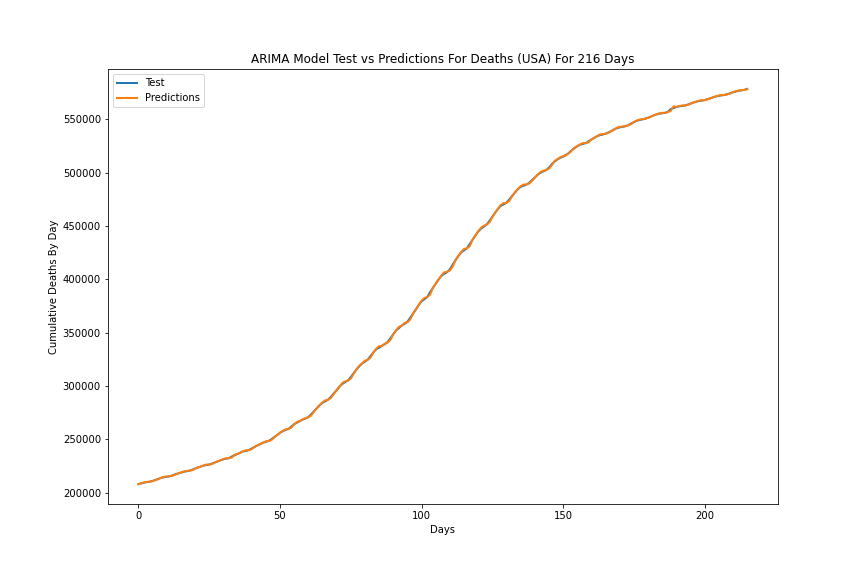 ARIMA Model Test vs Predictions For Deaths (USA) For 216 Days
Test
Predictions
550000
500000
450000
400000
350000
300000
250000
200000
Cumulative Deaths By Day
0 50 100 150 200
Days